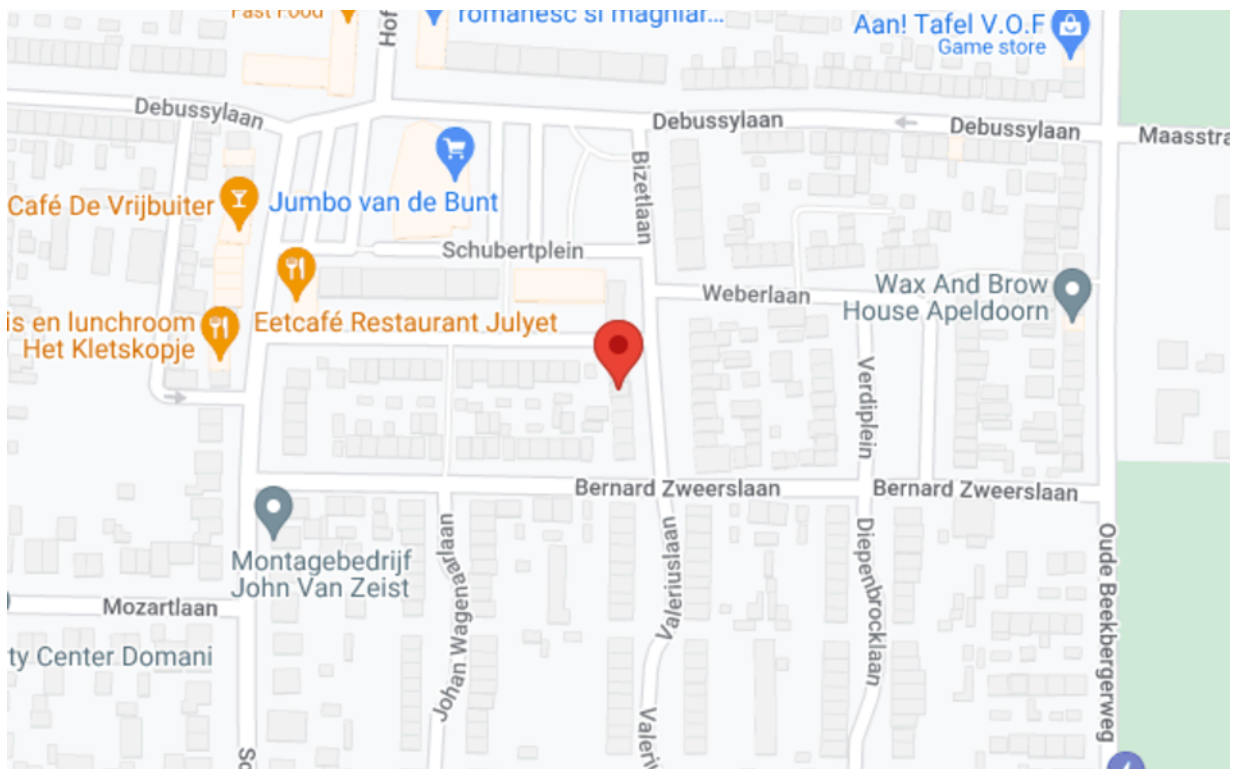 Fast Food
romanesc si maghiar...
Aan! Tafel V.O.F
Game store
Hof
Debussylaan
Debussylaan
Debussylaan
Maasstra
Bizetlaan
Café De Vrijbuiter
Jumbo van de Bunt
Schubertplein
Weberlaan
Wax And Brow
House Apeldoorn
is en lunchroom
Het Kletskopje
Eetcafé Restaurant Julyet
Verdiplein
Bernard Zweerslaan
Bernard Zweerslaan
Montagebedrijf
John Van Zeist
Johan Wagenaarlaan
Valeriuslaan
Diepenbrocklaan
Oude Beekbergerweg
Mozartlaan
ty Center Domani
Valeriu